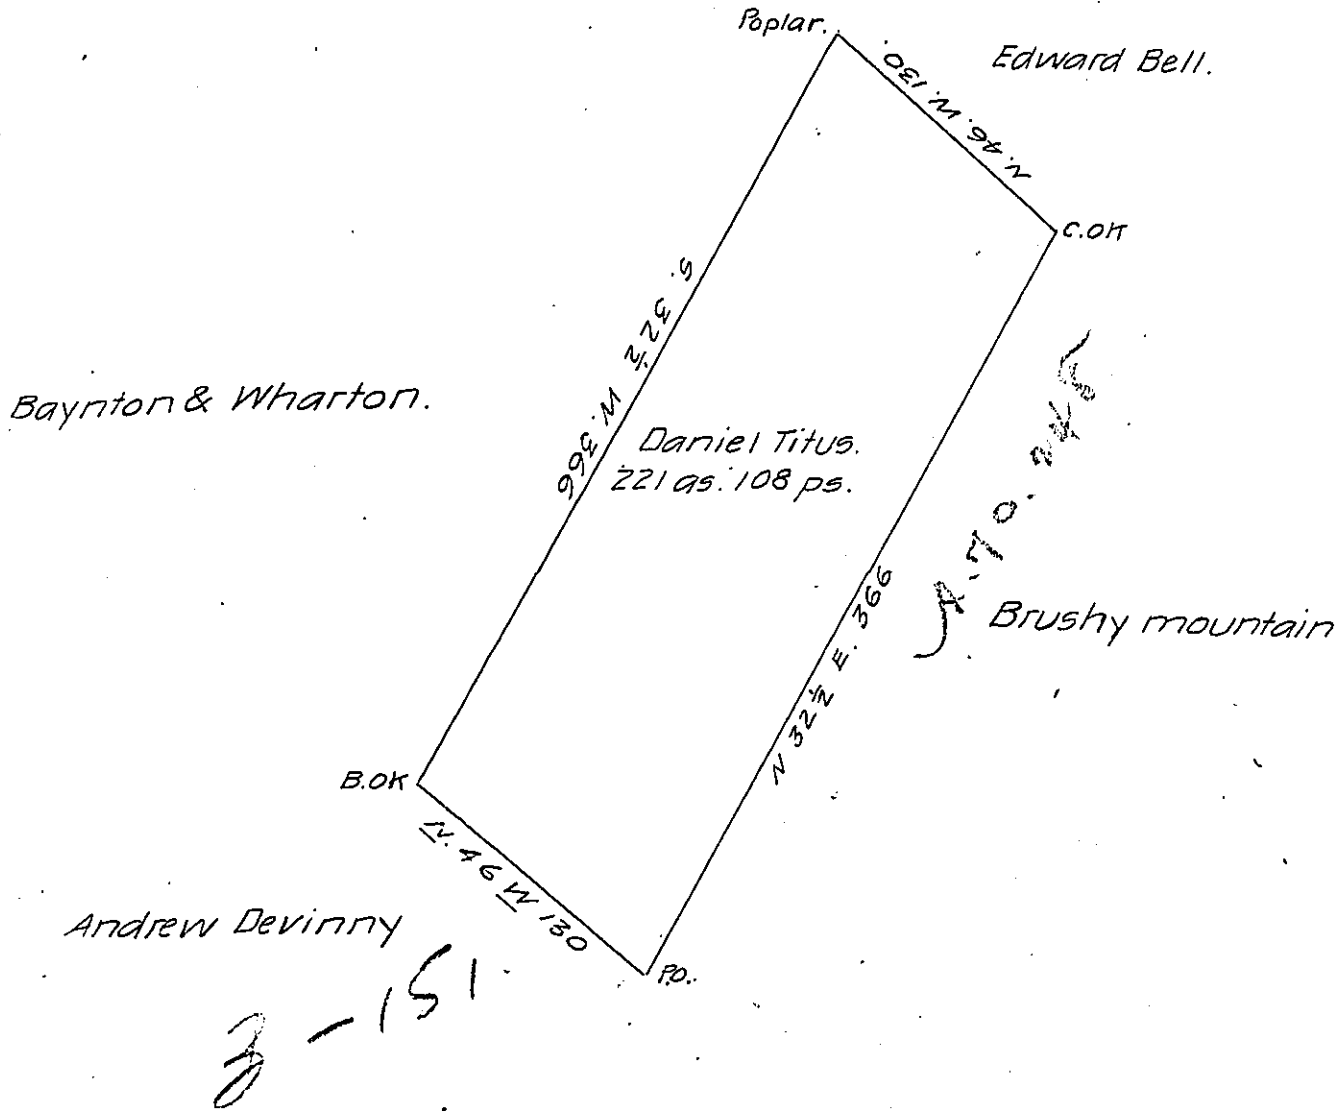 Poplar.
Edward Bell.
N. 46. W. 130.
C.OK
S. 32½ W. 366
Baynton & Wharton.
Daniel Titus.
221 as. 108 ps.
Brushy mountain
N 32½ E. 366
B.OK
N. 46 W 130
Andrew Devinny
P.O.
-151.